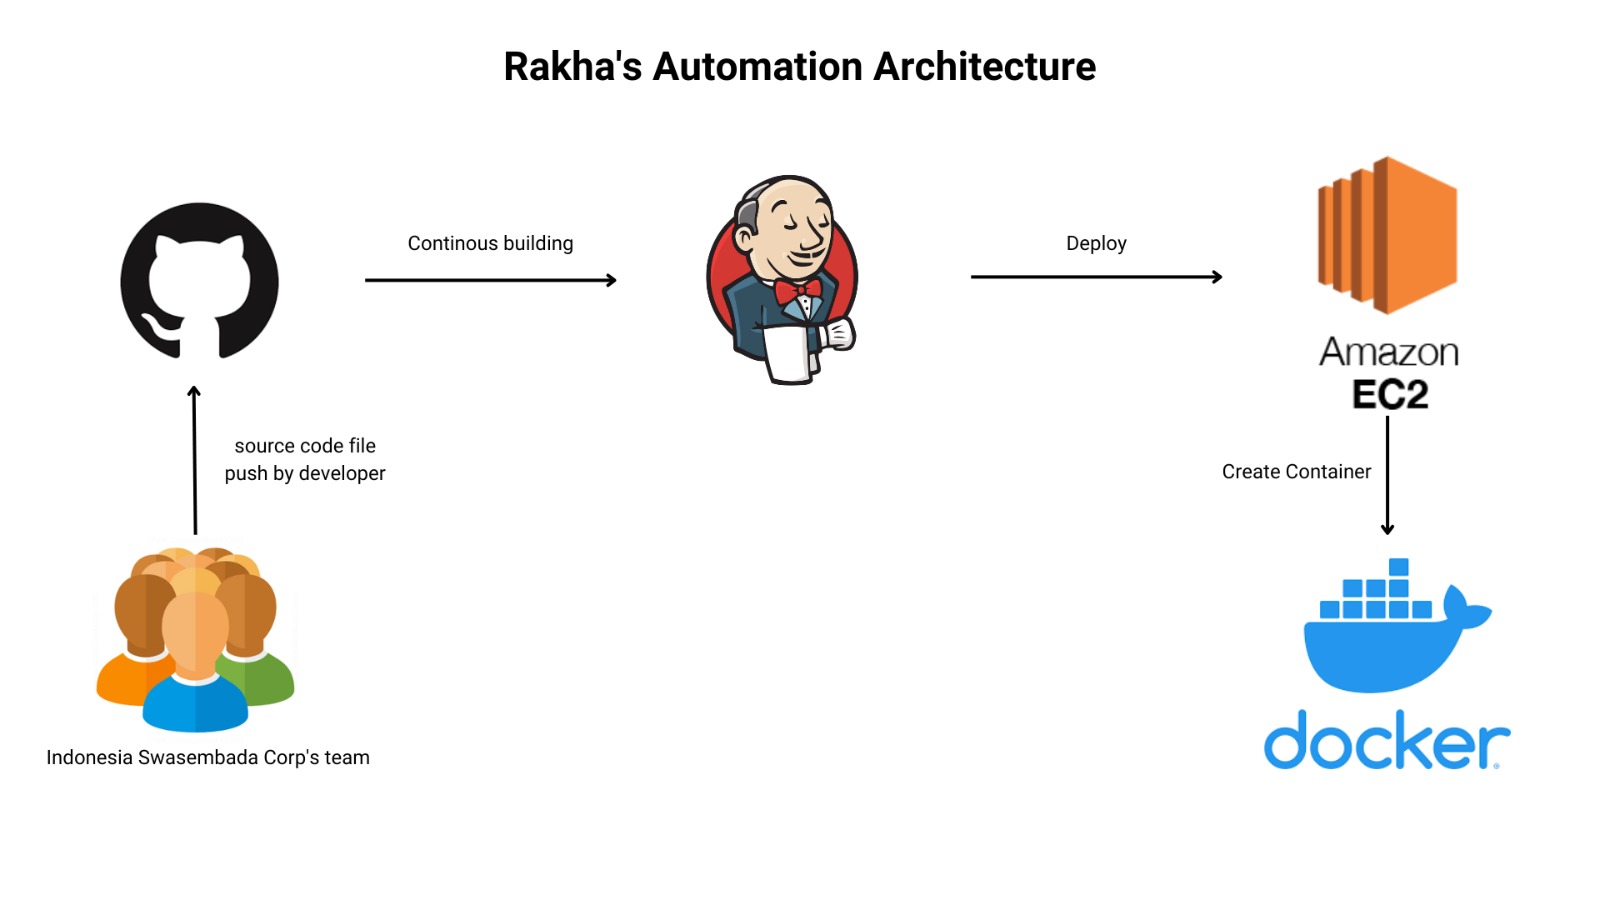 Rakha's Automation Architecture
Continous building
Deploy
Amazon
EC2
source code file
push by developer
Create Container
docker
Indonesia Swasembada Corp's team